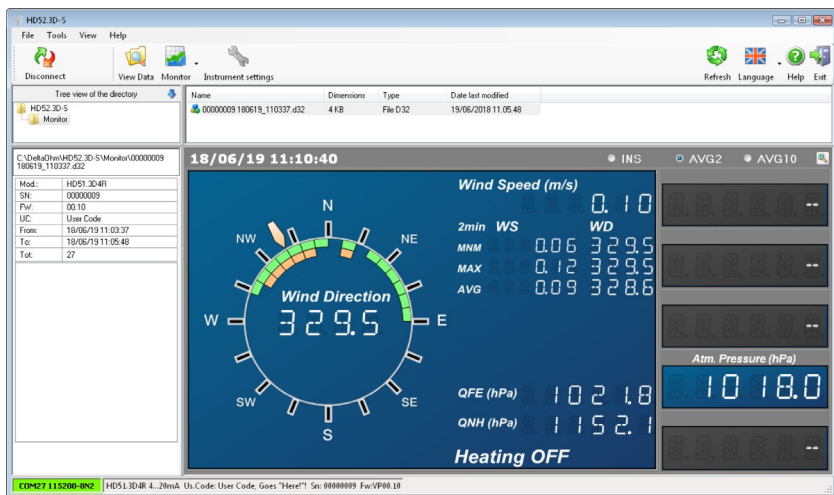 HD52.3D-S
File Tools View Help
Disconnect View Data Monitor Instrument settings Refresh Language Help Exit
Tree view of the directory
HD52.3D-S
Monitor
Name Dimensions Type Date last modified
00000009 180619_110337.d32 4 KB File D32 19/06/2018 11.05.48
C:\DeltaOhm\HD52.3D-S\Monitor\00000009
180619_110337.d32
Mod.: HD51.3D4R
SN: 00000009
FW: 00.10
UC: User Code
From: 18/06/19 11:03:37
To: 18/06/19 11:05:48
Tot: 27
18/06/19 11:10:40 INS AVG2 AVG10
N
NE
E
SE
S
SW
W
NW
Wind Direction
329.5
Wind Speed (m/s)
0.10
2min WS WD
MNM 0.06 329.5
MAX 0.12 329.5
AVG 0.09 328.6
QFE (hPa) 1021.8
QNH (hPa) 1152.1
Heating OFF
--
--
--
Atm. Pressure (hPa)
1018.0
--
COM27 115200-8N2 HD51.3D4R 4...20mA Us.Code: User Code, Goes "Here!"! Sn: 00000009 Fw:VP00.10